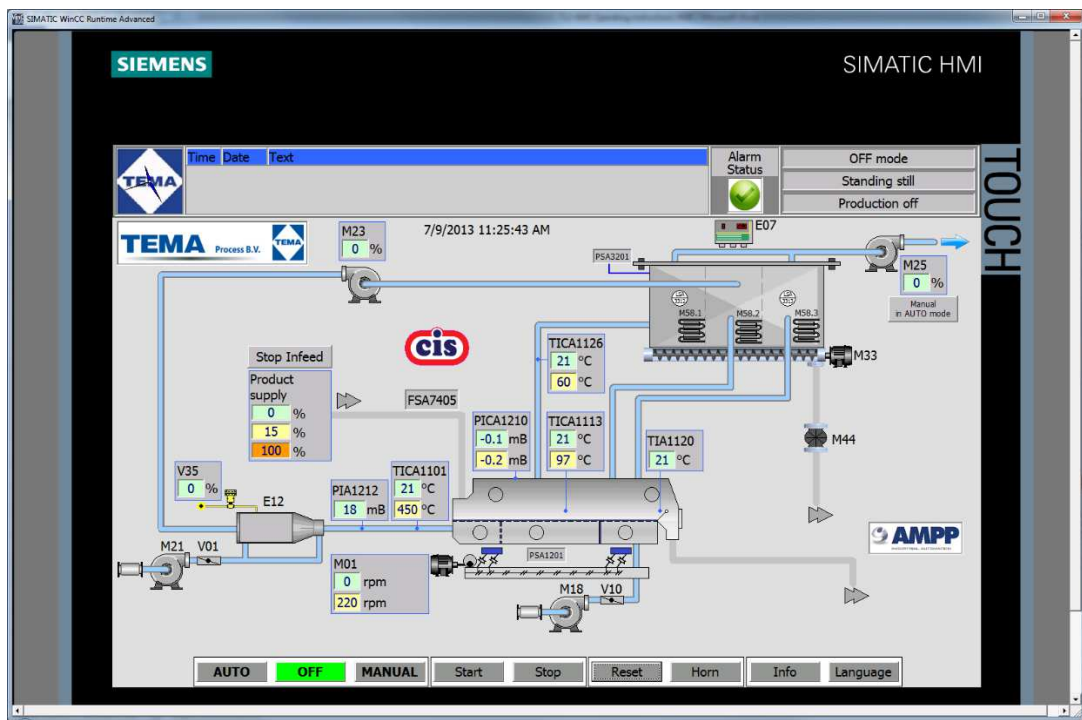 SIMATIC WinCC Runtime Advanced
SIEMENS
SIMATIC HMI
TOUCH
TEMA
Time Date Text
Alarm Status
OFF mode
Standing still
Production off
TEMA Process B.V. TEMA
M23
0 %
7/9/2013 11:25:43 AM
E07
PSA3201
M25
0 %
Manual
in AUTO mode
M58.1 M58.2 M58.3
M33
cis
TICA1126
21 °C
60 °C
Stop Infeed
Product
supply
0 %
15 %
100 %
FSA7405
PICA1210
-0.1 mB
-0.2 mB
TICA1113
21 °C
97 °C
TIA1120
21 °C
M44
V35
0 %
E12
PIA1212
18 mB
TICA1101
21 °C
450 °C
AMPP
M21 V01
PSA1201
M01
0 rpm
220 rpm
M18 V10
AUTO OFF MANUAL Start Stop Reset Horn Info Language